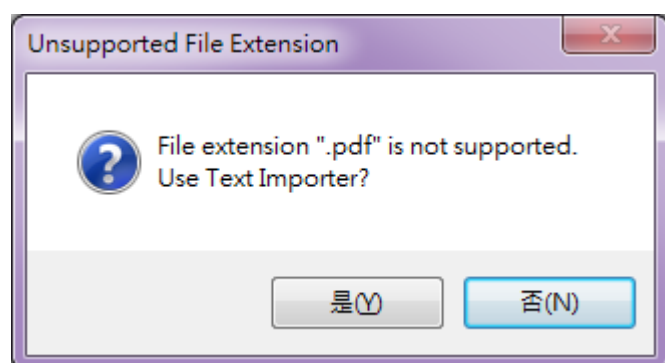 Unsupported File Extension
File extension ".pdf" is not supported.
Use Text Importer?
是(Y)
否(N)